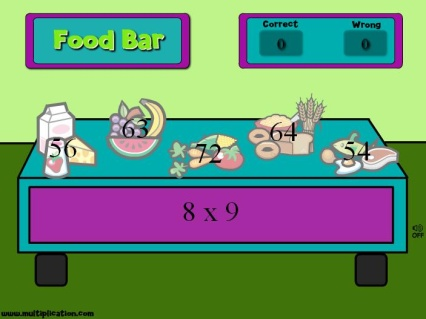 Food Bar
Correct
Wrong
0
0
56
63
72
64
54
8 x 9
OFF
www.multiplication.com